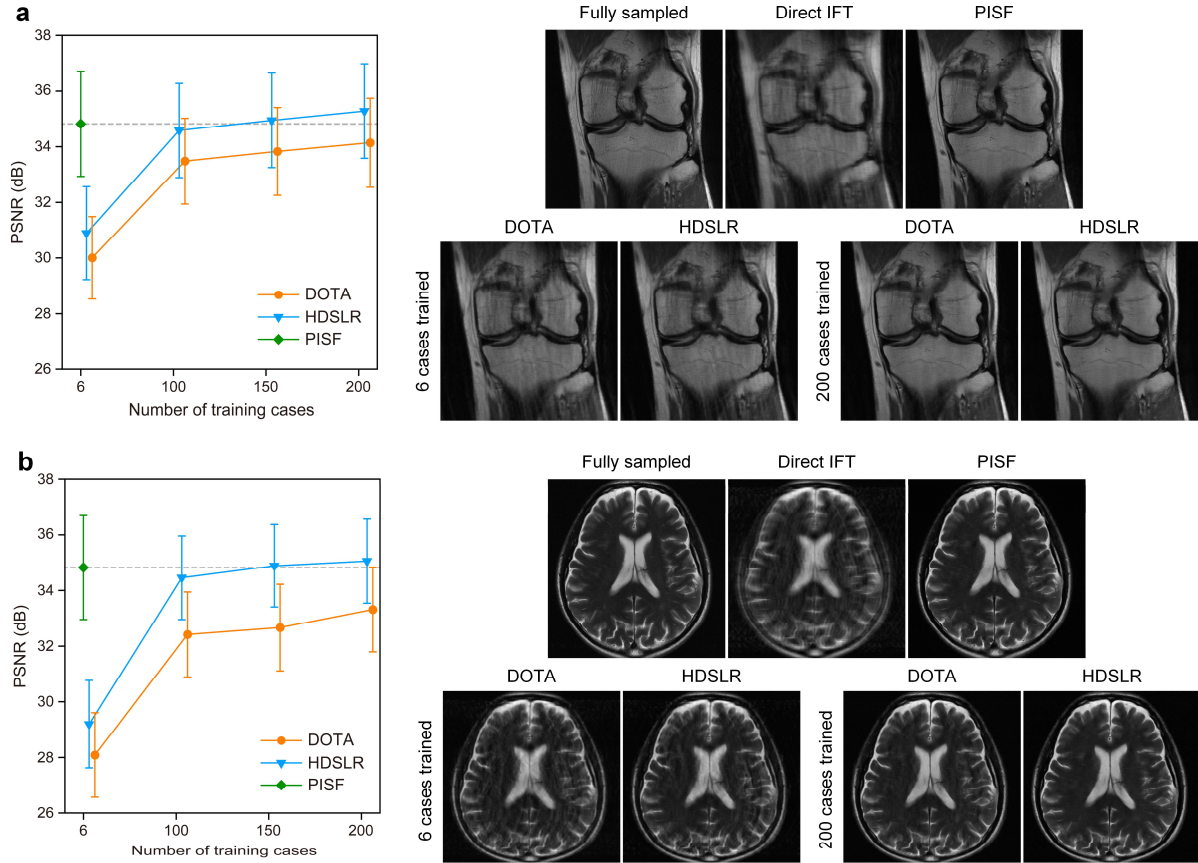 a
38
36
34
32
30
28
26
PSNR (dB)
DOTA
HDSLR
PISF
6
100
150
200
Number of training cases
Fully sampled
Direct IFT
PISF
DOTA
HDSLR
DOTA
HDSLR
6 cases trained
200 cases trained
b
38
36
34
32
30
28
26
PSNR (dB)
DOTA
HDSLR
PISF
6
100
150
200
Number of training cases
Fully sampled
Direct IFT
PISF
DOTA
HDSLR
DOTA
HDSLR
6 cases trained
200 cases trained